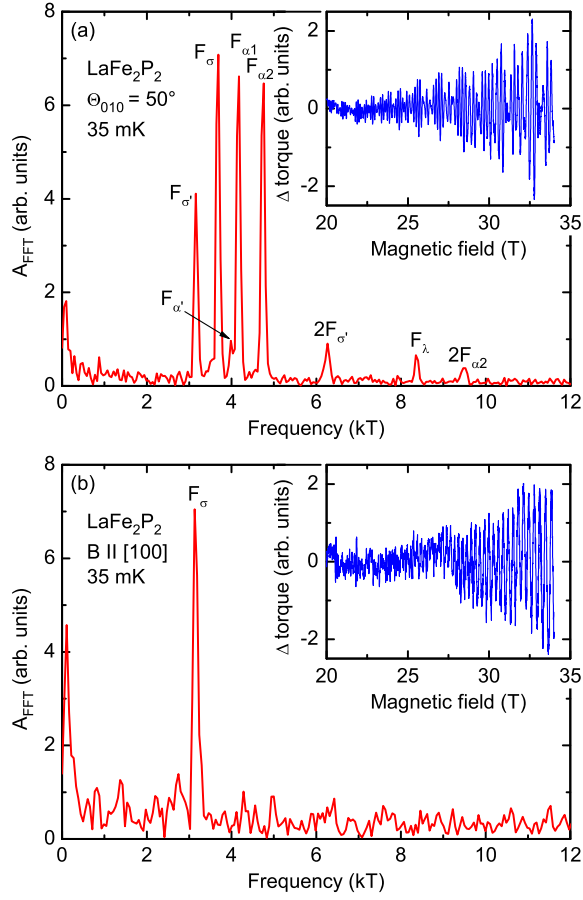 (a)
LaFe₂P₂
Θ₀₁₀ = 50°
35 mK
F_σ'
F_α'
F_σ
F_α1
F_α2
2F_σ'
F_λ
2F_α2
A_FFT (arb. units)
8
6
4
2
0
0 2 4 6 8 10 12
Frequency (kT)
Δ torque (arb. units)
2
0
-2
20 25 30 35
Magnetic field (T)
(b)
LaFe₂P₂
B II [100]
35 mK
F_σ
A_FFT (arb. units)
8
6
4
2
0
0 2 4 6 8 10 12
Frequency (kT)
Δ torque (arb. units)
2
0
-2
20 25 30 35
Magnetic field (T)